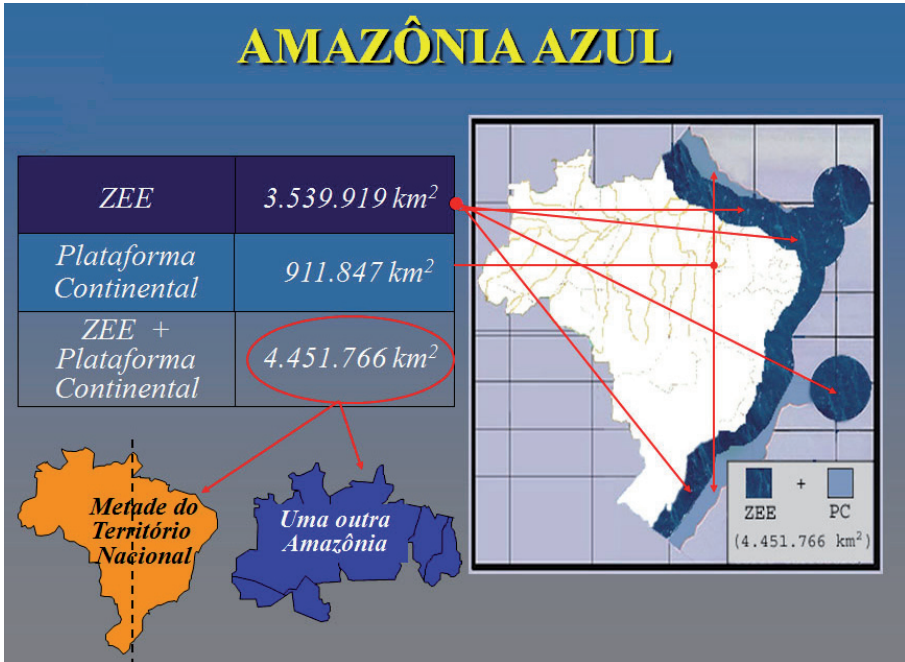 AMAZÔNIA AZUL
ZEE
3.539.919 km²
Plataforma
Continental
911.847 km²
ZEE +
Plataforma
Continental
4.451.766 km²
Metade do
Território
Nacional
Uma outra
Amazônia
ZEE + PC
(4.451.766 km²)